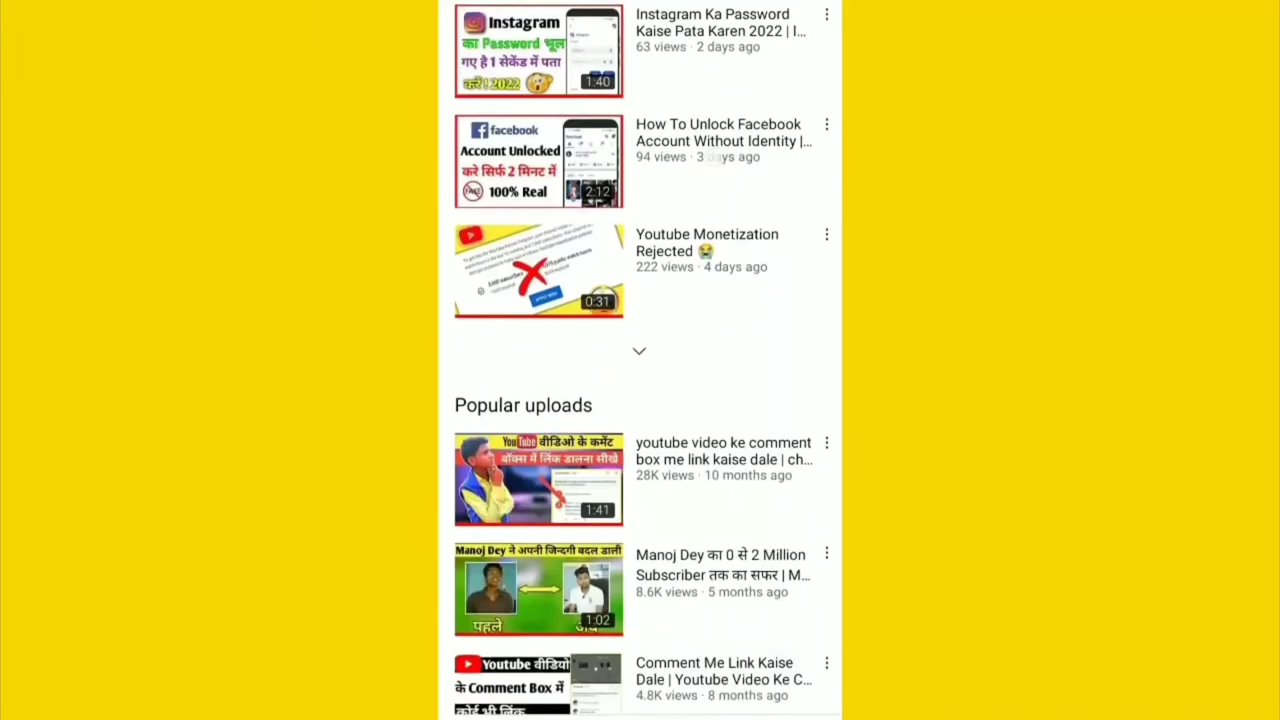 Instagram
का Password भूल
गए है 1 सेकेंड में पता
करें ! 2022
1:40
Instagram Ka Password
Kaise Pata Karen 2022 | I...
63 views · 2 days ago
facebook
Account Unlocked
करे सिर्फ 2 मिनट में
FAKE 100% Real
2:12
How To Unlock Facebook
Account Without Identity |...
94 views · 3 days ago
APPLY NOW
0:31
Youtube Monetization
Rejected
222 views · 4 days ago
Popular uploads
YouTube वीडिओ के कमेंट
बॉक्स में लिंक डालना सीखे
1:41
youtube video ke comment
box me link kaise dale | ch...
28K views · 10 months ago
Manoj Dey ने अपनी जिन्दगी बदल डाली
पहले
अब
1:02
Manoj Dey का 0 से 2 Million
Subscriber तक का सफर | M...
8.6K views · 5 months ago
Youtube वीडियो
के Comment Box में
कोई भी लिंक
Comment Me Link Kaise
Dale | Youtube Video Ke C...
4.8K views · 8 months ago